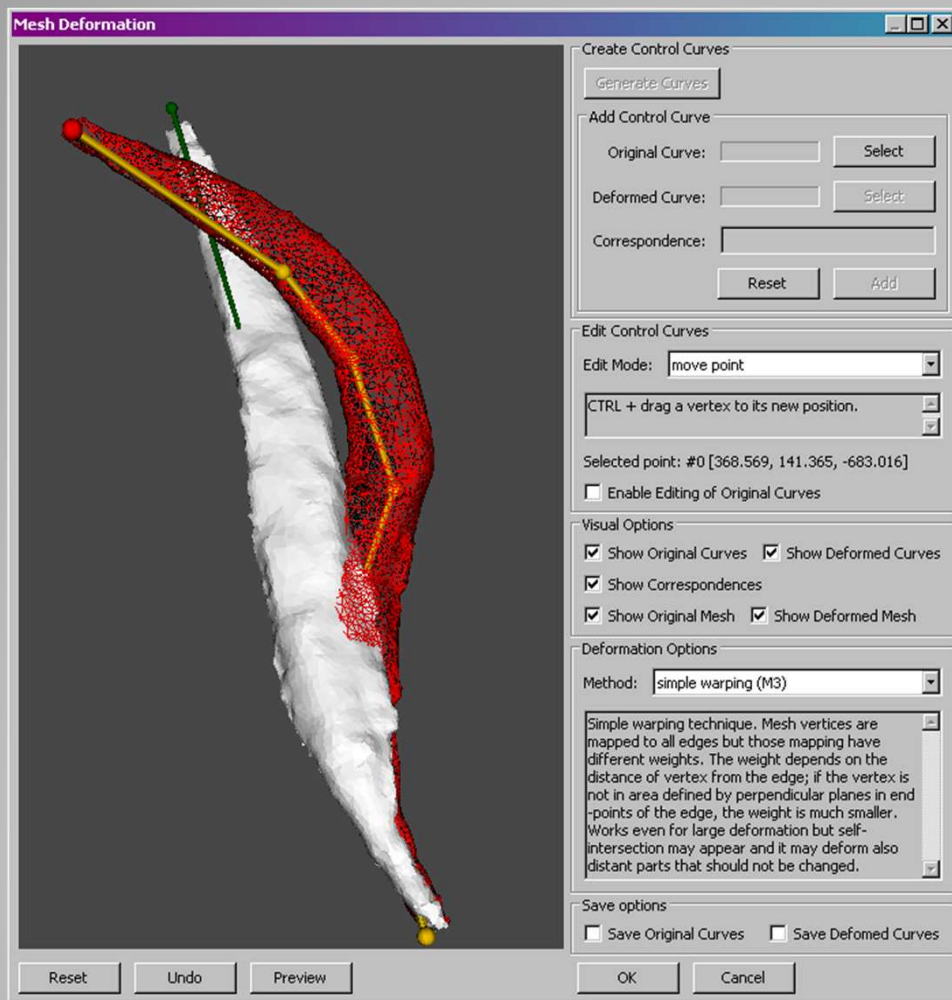 Mesh Deformation
Create Control Curves
Generate Curves
Add Control Curve
Original Curve:
Select
Deformed Curve:
Select
Correspondence:
Reset
Add
Edit Control Curves
Edit Mode: move point
CTRL + drag a vertex to its new position.
Selected point: #0 [368.569, 141.365, -683.016]
Enable Editing of Original Curves
Visual Options
Show Original Curves
Show Deformed Curves
Show Correspondences
Show Original Mesh
Show Deformed Mesh
Deformation Options
Method: simple warping (M3)
Simple warping technique. Mesh vertices are
mapped to all edges but those mapping have
different weights. The weight depends on the
distance of vertex from the edge; if the vertex is
not in area defined by perpendicular planes in end
-points of the edge, the weight is much smaller.
Works even for large deformation but self-
intersection may appear and it may deform also
distant parts that should not be changed.
Save options
Save Original Curves
Save Defomed Curves
Reset
Undo
Preview
OK
Cancel